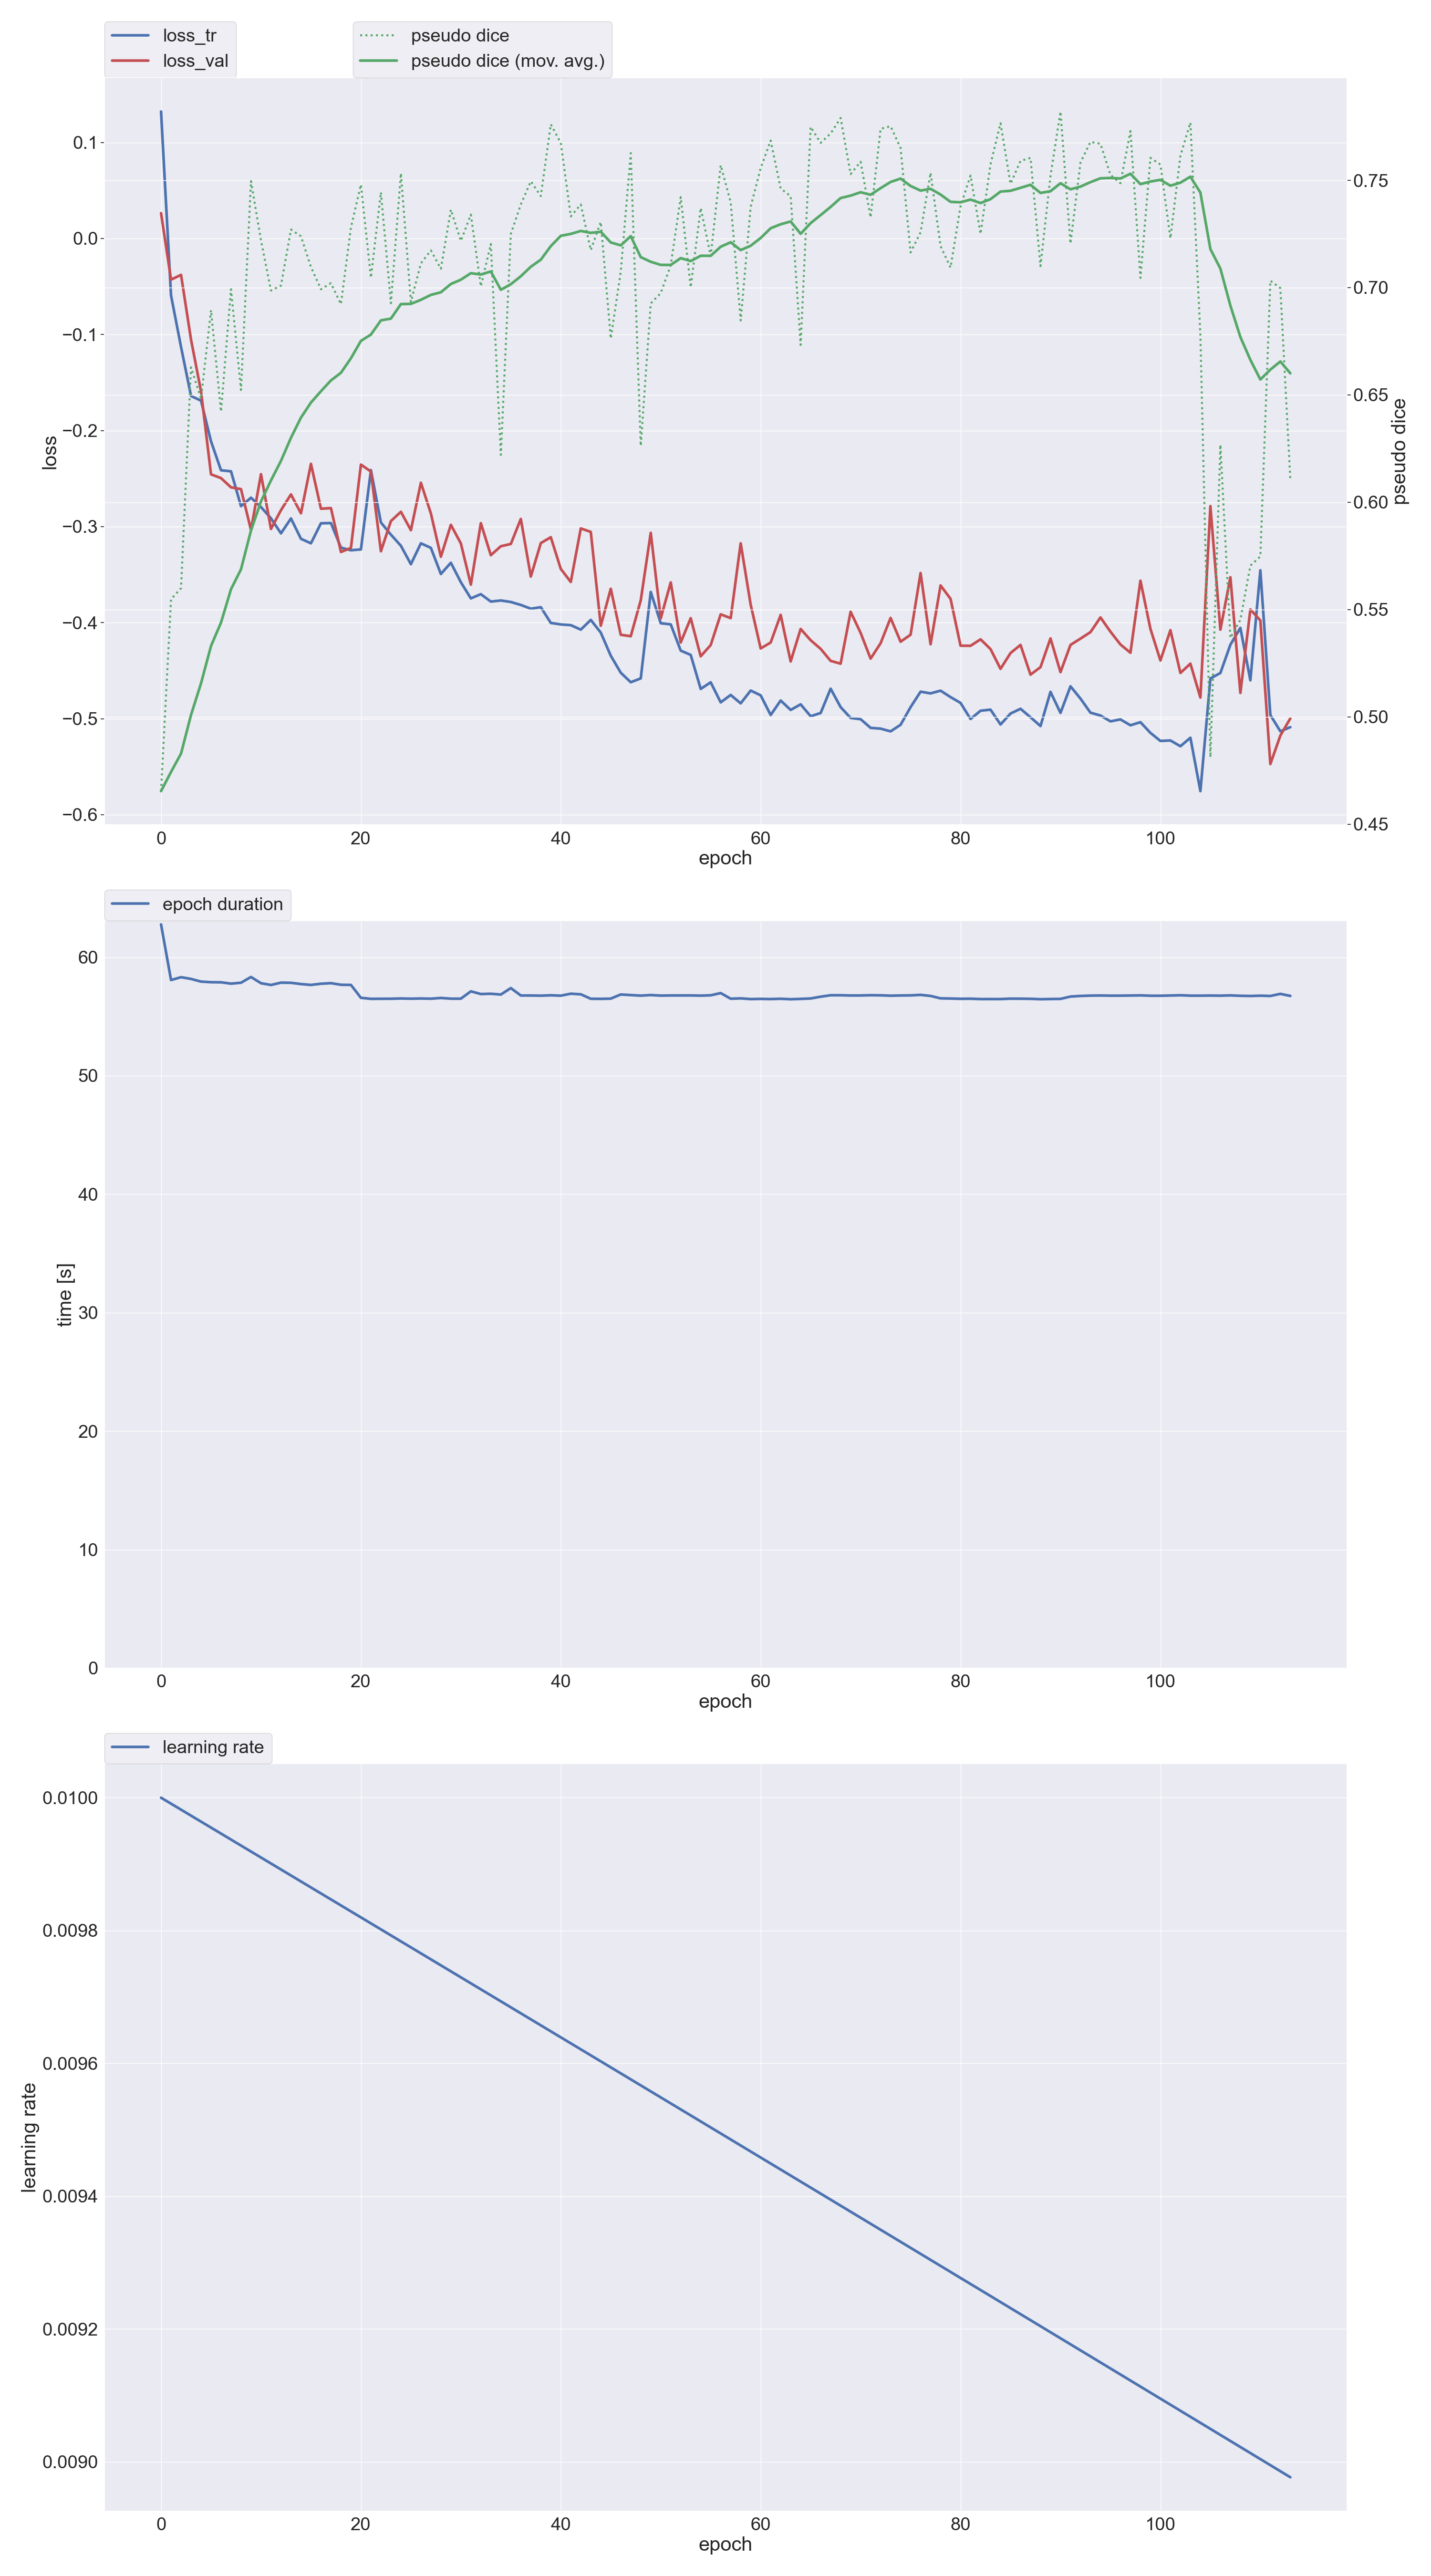 loss_tr
loss_val
pseudo dice
pseudo dice (mov. avg.)
0.1
0.0
−0.1
−0.2
−0.3
−0.4
−0.5
−0.6
loss
0.75
0.70
0.65
0.60
0.55
0.50
0.45
pseudo dice
0 20 40 60 80 100
epoch
epoch duration
60
50
40
30
20
10
0
time [s]
0 20 40 60 80 100
epoch
learning rate
0.0100
0.0098
0.0096
0.0094
0.0092
0.0090
learning rate
0 20 40 60 80 100
epoch